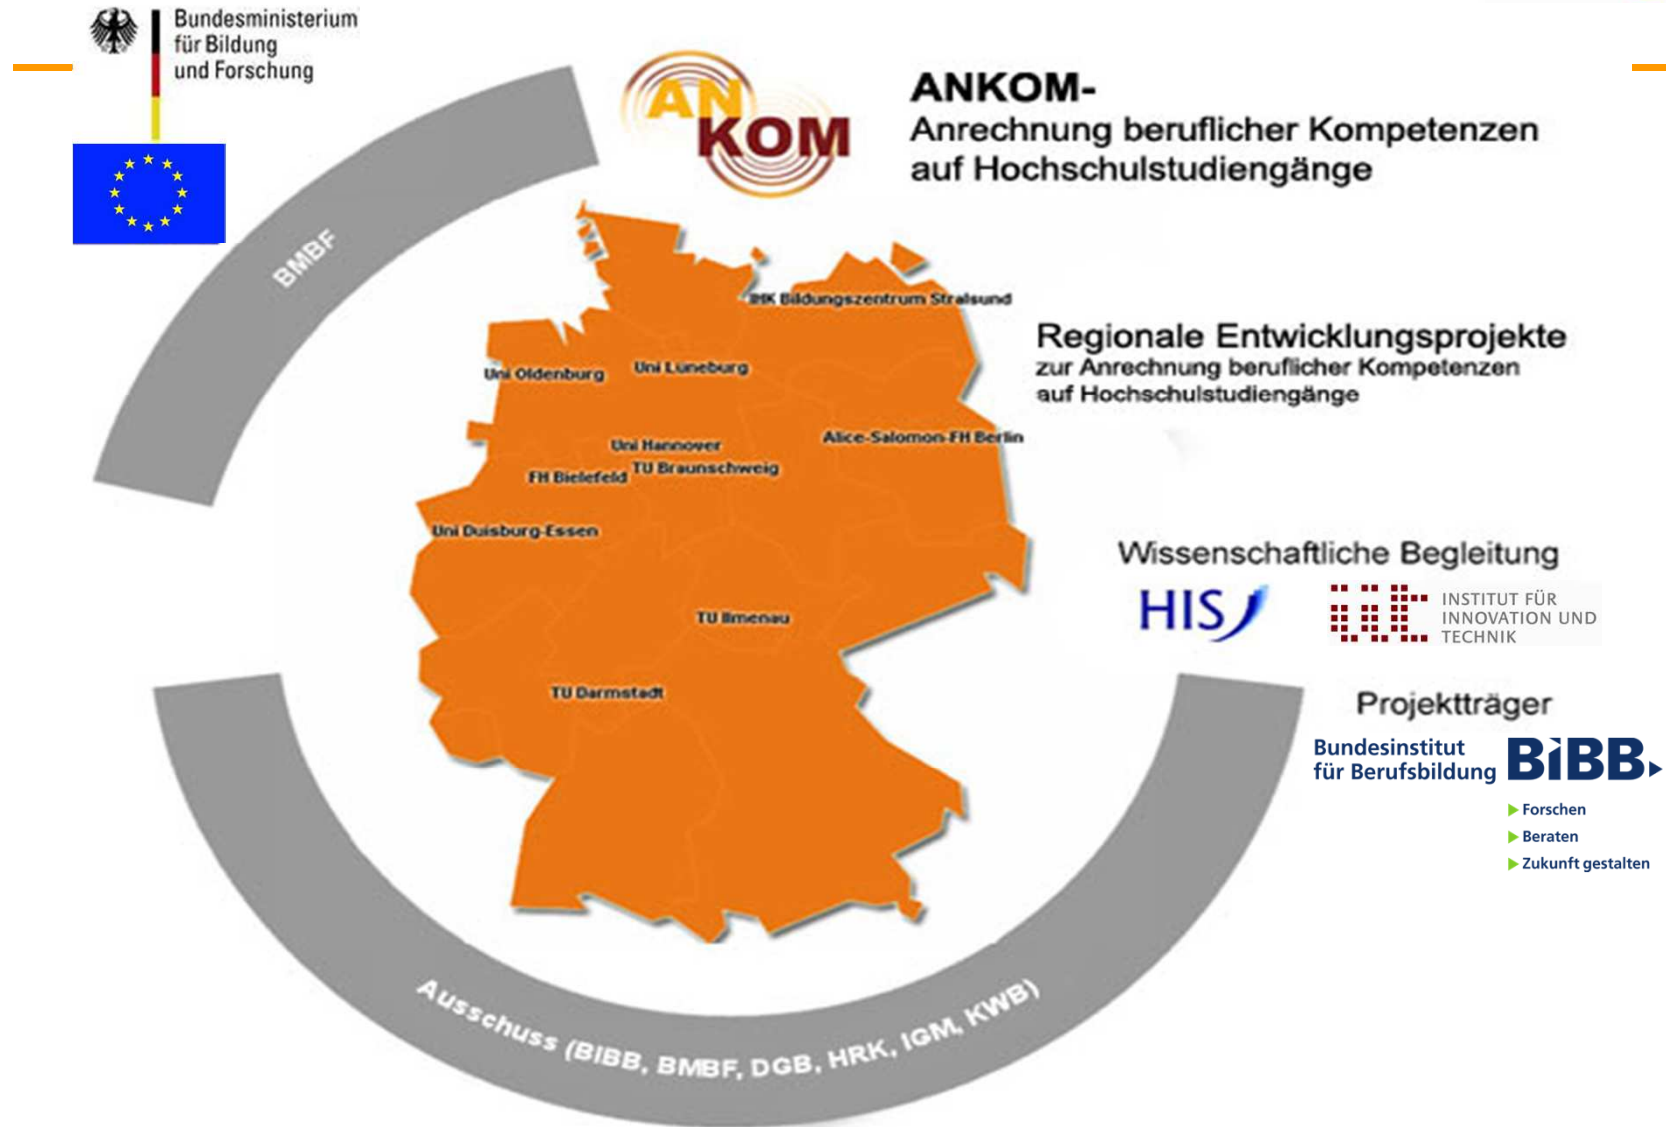 Bundesministerium
für Bildung
und Forschung
BMBF
AN
KOM
ANKOM-
Anrechnung beruflicher Kompetenzen
auf Hochschulstudiengänge
IHK Bildungszentrum Stralsund
Regionale Entwicklungsprojekte
zur Anrechnung beruflicher Kompetenzen
auf Hochschulstudiengänge
Uni Oldenburg
Uni Lüneburg
Alice-Salomon-FH Berlin
Uni Hannover
TU Braunschweig
FH Bielefeld
Uni Duisburg-Essen
TU Ilmenau
TU Darmstadt
Wissenschaftliche Begleitung
HIS
iit
INSTITUT FÜR
INNOVATION UND
TECHNIK
Projektträger
Bundesinstitut
für Berufsbildung
BiBB
Forschen
Beraten
Zukunft gestalten
Ausschuss (BIBB, BMBF, DGB, HRK, IGM, KWB)